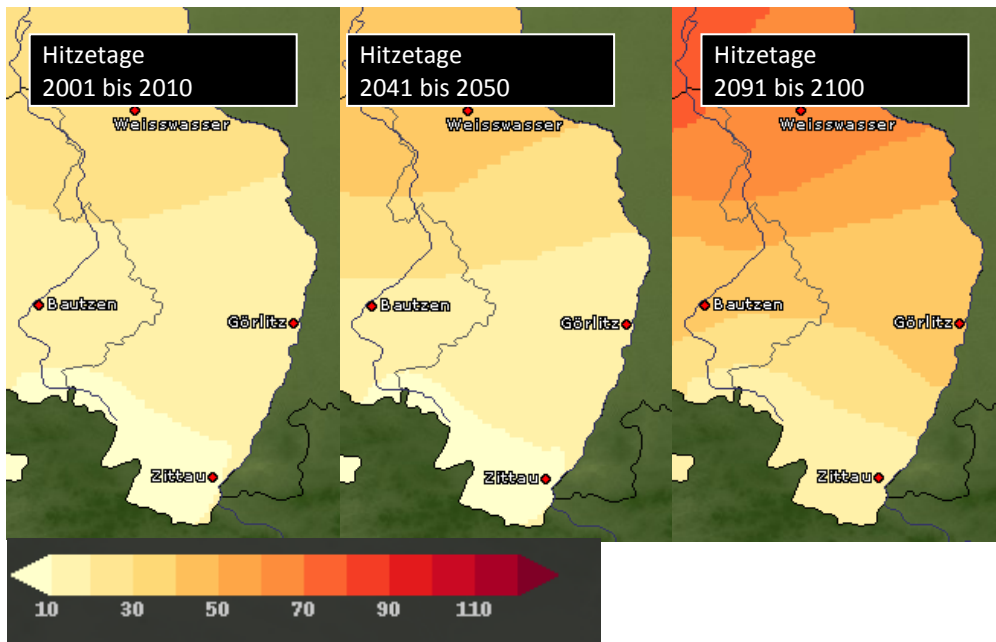 Hitzetage
2001 bis 2010
Weisswasser
Bautzen
Görlitz
Zittau
Hitzetage
2041 bis 2050
Weisswasser
Bautzen
Görlitz
Zittau
Hitzetage
2091 bis 2100
Weisswasser
Bautzen
Görlitz
Zittau
10 30 50 70 90 110